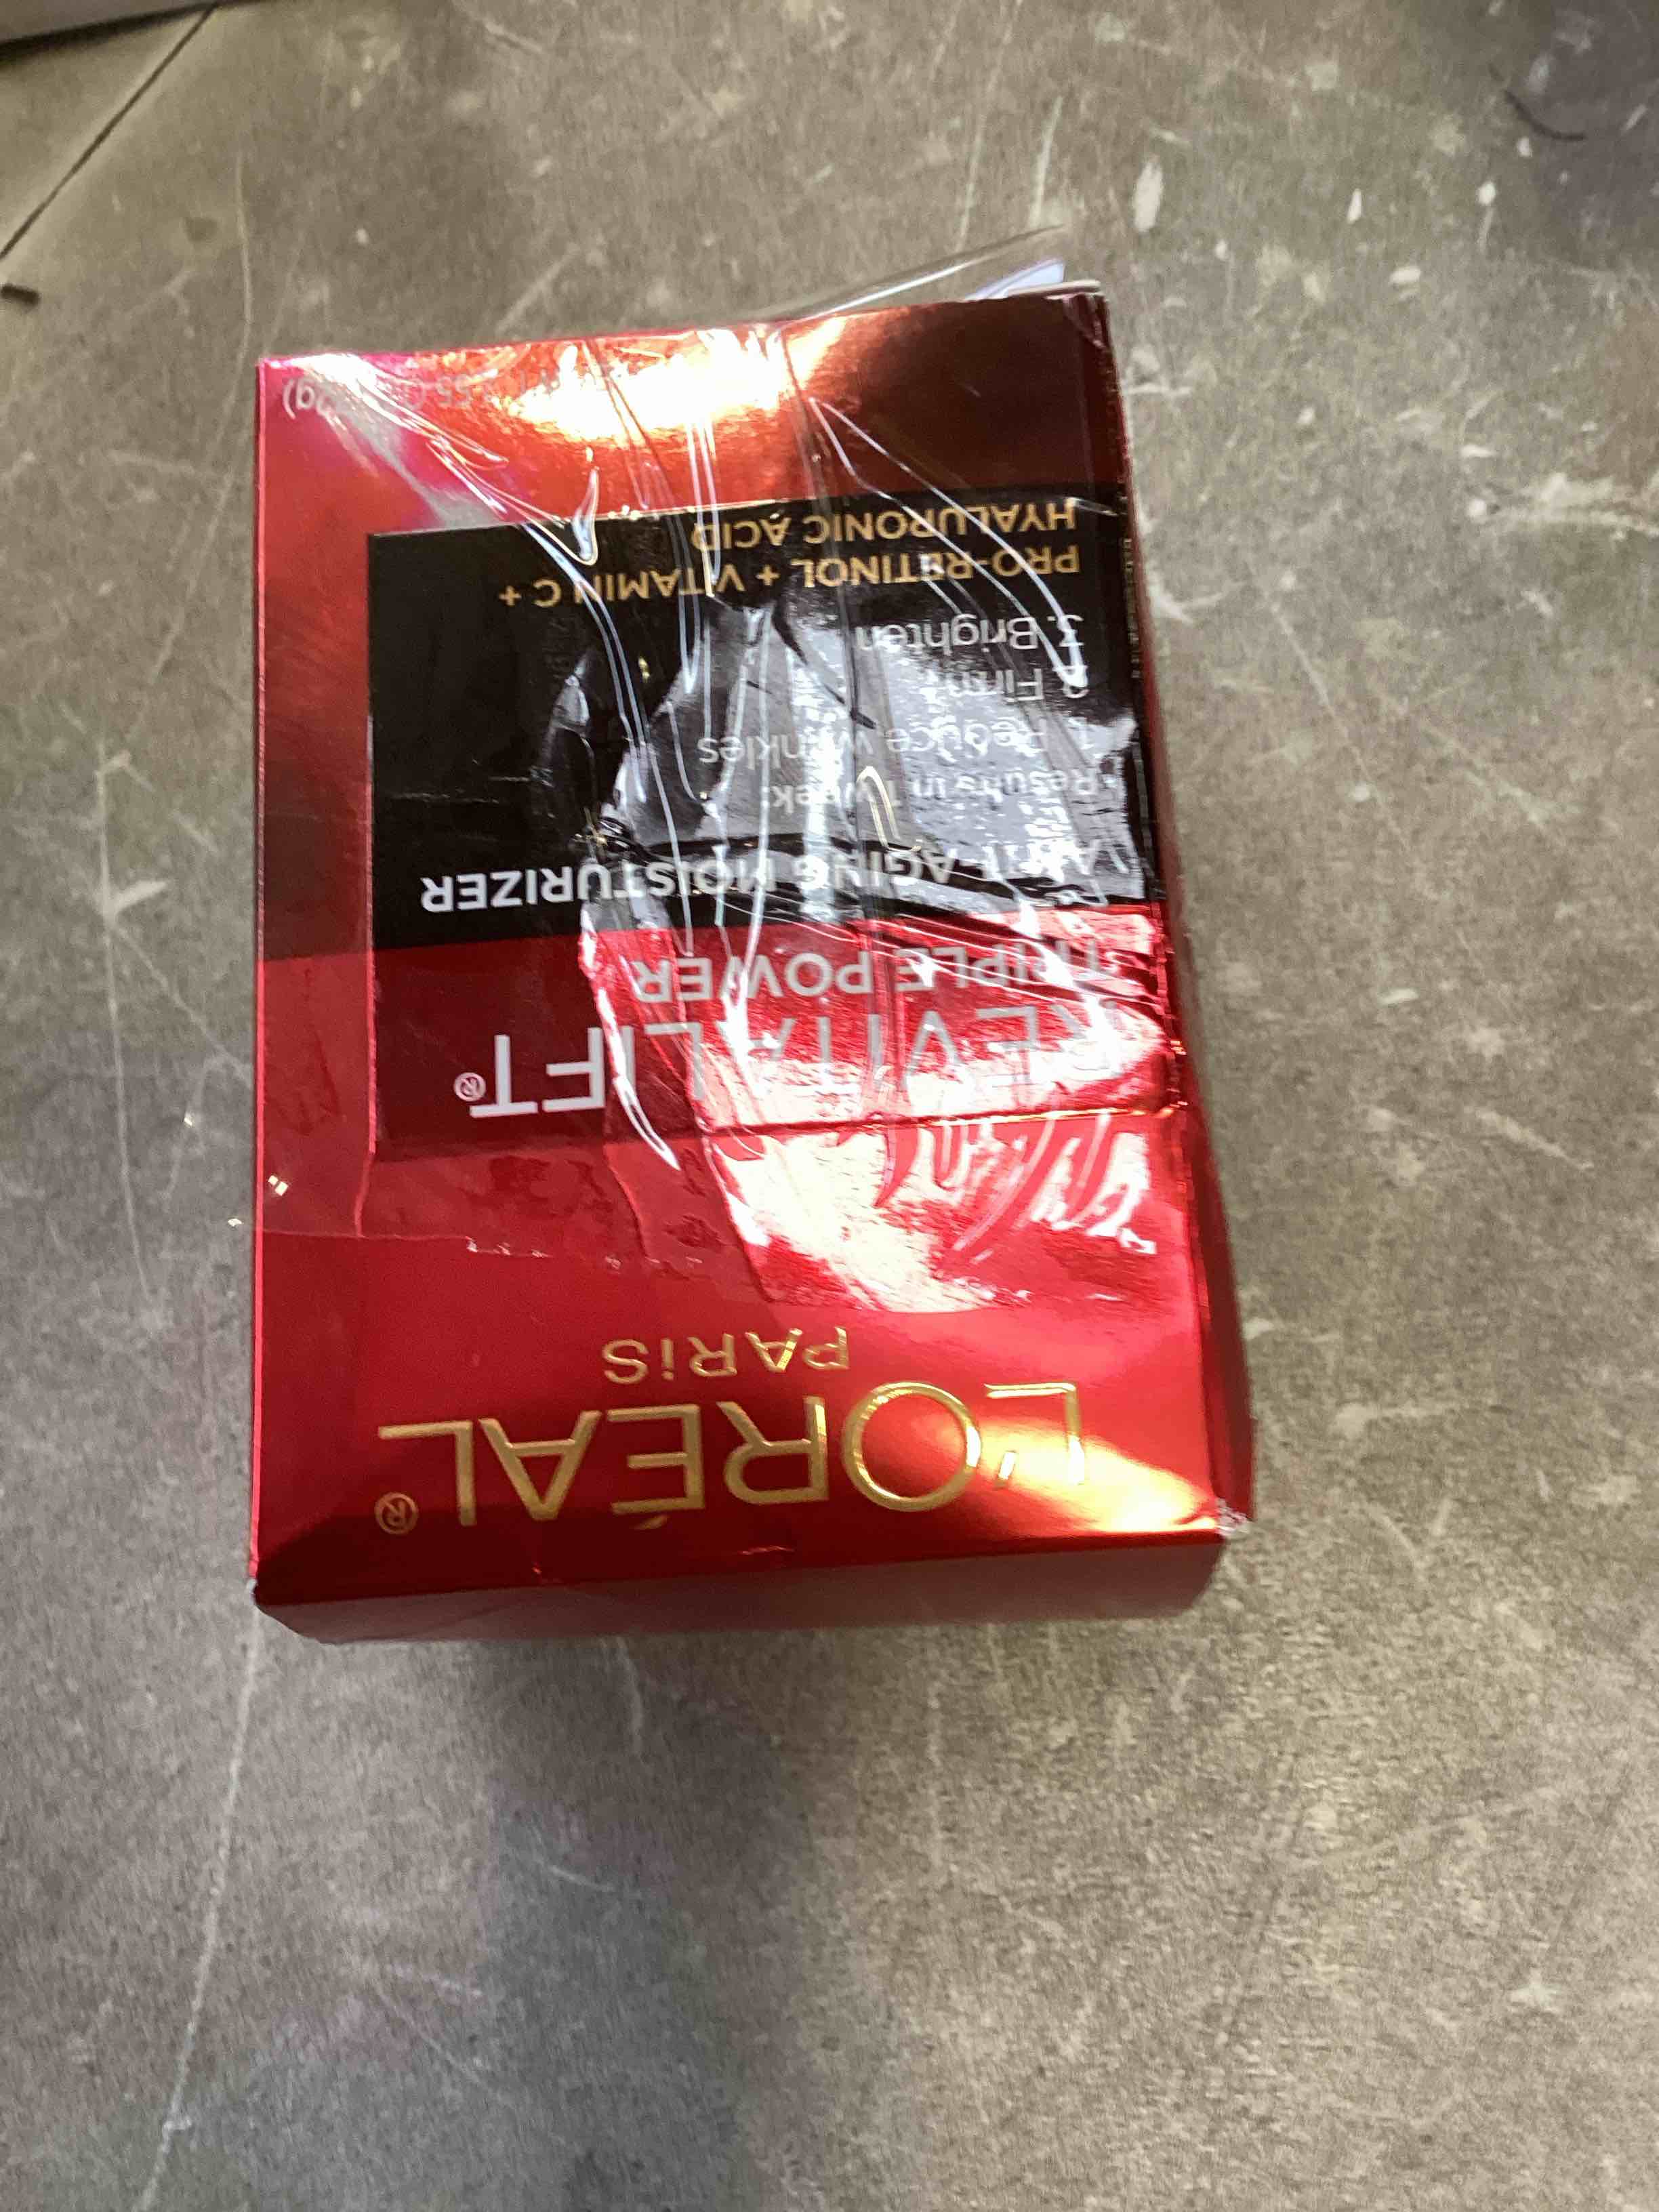 L'ORÉAL®
PARiS
REVITALIFT®
TRIPLE POWER
ANTI-AGING MOISTURIZER
Results in 1 week:
1. Reduce wrinkles
2. Firm
3. Brighten
PRO-RETINOL + VITAMIN C +
HYALURONIC ACID